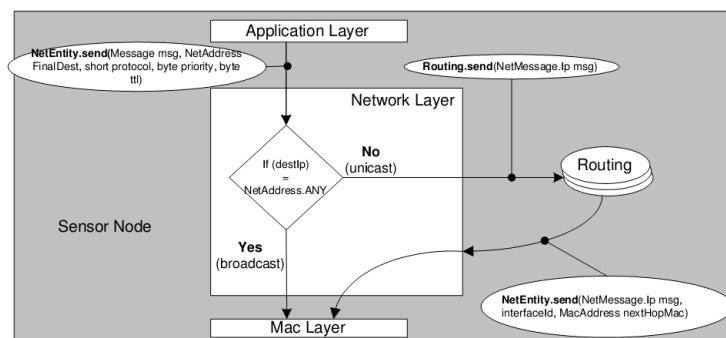 Application Layer
NetEntity.send(Message msg, NetAddress
FinalDest, short protocol, byte priority, byte
ttl)
Routing.send(NetMessage.Ip msg)
Network Layer
If (destIp)
=
NetAddress.ANY
No
(unicast)
Routing
Sensor Node
Yes
(broadcast)
NetEntity.send(NetMessage.Ip msg,
interfaceId, MacAddress nextHopMac)
Mac Layer